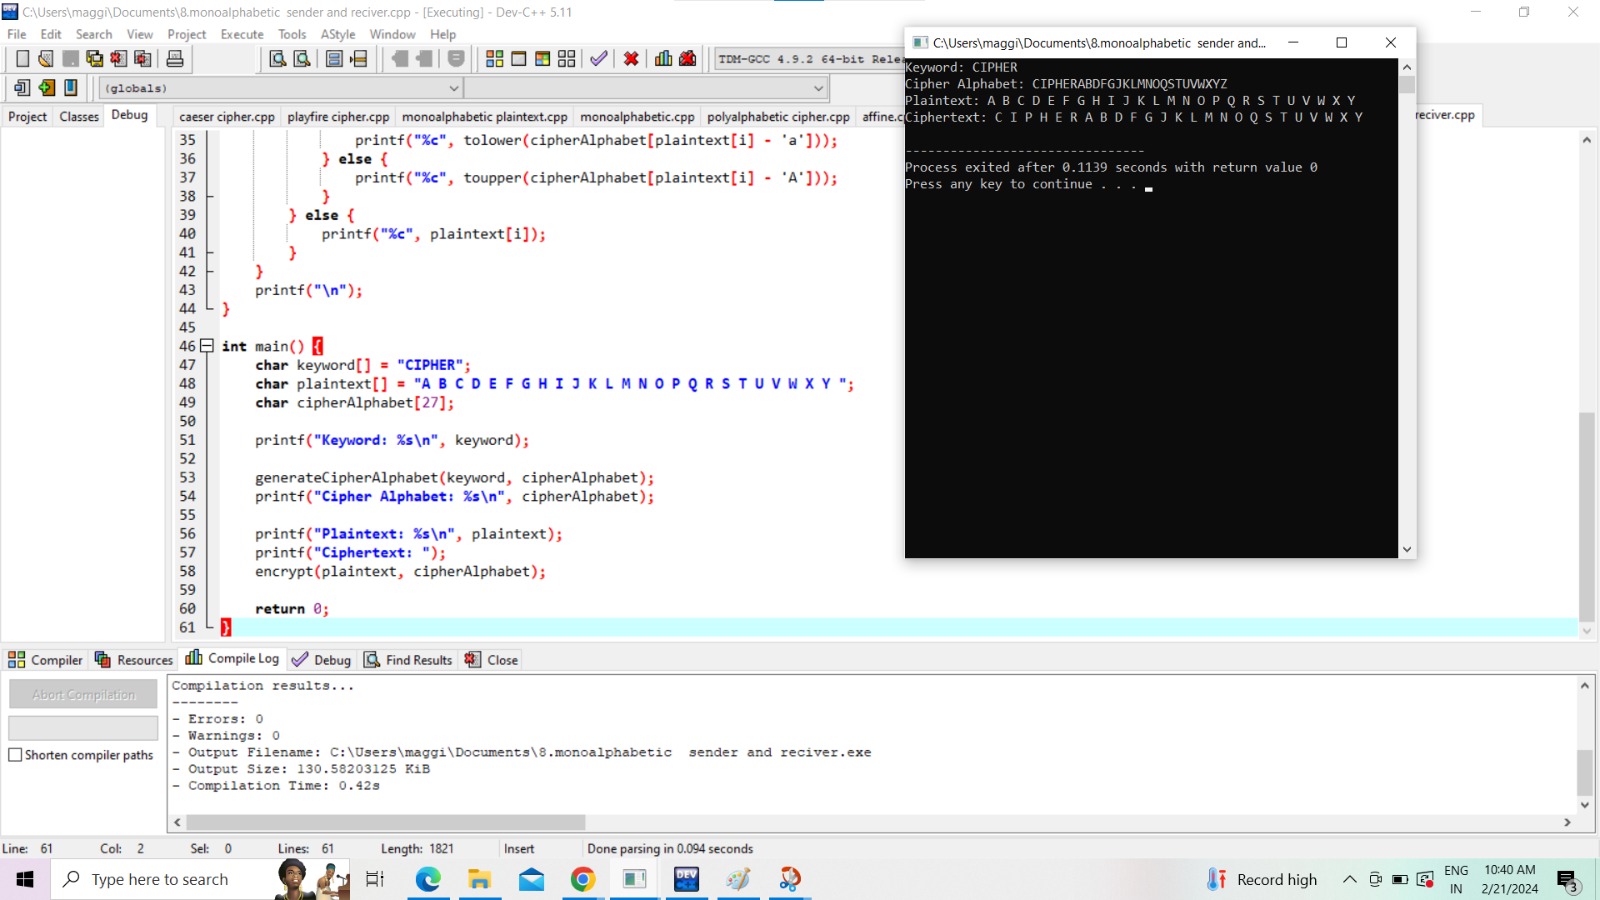 C:\Users\maggi\Documents\8.monoalphabetic  sender and reciver.cpp - [Executing] - Dev-C++ 5.11
File Edit Search View Project Execute Tools AStyle Window Help
TDM-GCC 4.9.2 64-bit Relea
(globals)
Project Classes Debug
caeser cipher.cpp playfire cipher.cpp monoalphabetic plaintext.cpp monoalphabetic.cpp polyalphabetic cipher.cpp affine.c reciver.cpp
35 printf("%c", tolower(cipherAlphabet[plaintext[i] - 'a']));
36 } else {
37 printf("%c", toupper(cipherAlphabet[plaintext[i] - 'A']));
38 }
39 } else {
40 printf("%c", plaintext[i]);
41 }
42 }
43 printf("\n");
44 }
45
46 int main() {
47 char keyword[] = "CIPHER";
48 char plaintext[] = "A B C D E F G H I J K L M N O P Q R S T U V W X Y ";
49 char cipherAlphabet[27];
50
51 printf("Keyword: %s\n", keyword);
52
53 generateCipherAlphabet(keyword, cipherAlphabet);
54 printf("Cipher Alphabet: %s\n", cipherAlphabet);
55
56 printf("Plaintext: %s\n", plaintext);
57 printf("Ciphertext: ");
58 encrypt(plaintext, cipherAlphabet);
59
60 return 0;
61 }
C:\Users\maggi\Documents\8.monoalphabetic  sender and...
Keyword: CIPHER
Cipher Alphabet: CIPHERABDFGJKLMNOQSTUVWXYZ
Plaintext: A B C D E F G H I J K L M N O P Q R S T U V W X Y
Ciphertext: C I P H E R A B D F G J K L M N O Q S T U V W X Y
--------------------------------
Process exited after 0.1139 seconds with return value 0
Press any key to continue . . .
Compiler Resources Compile Log Debug Find Results Close
Abort Compilation
Shorten compiler paths
Compilation results...
--------
- Errors: 0
- Warnings: 0
- Output Filename: C:\Users\maggi\Documents\8.monoalphabetic  sender and reciver.exe
- Output Size: 130.58203125 KiB
- Compilation Time: 0.42s
Line: 61 Col: 2 Sel: 0 Lines: 61 Length: 1821 Insert Done parsing in 0.094 seconds
Type here to search
DEV
Record high
ENG
IN
10:40 AM
2/21/2024
3